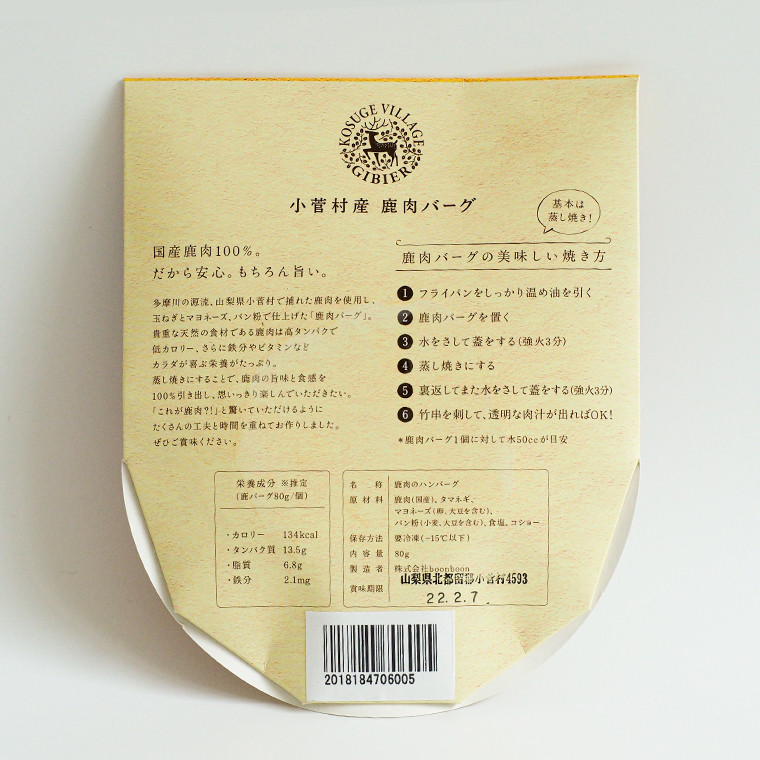 KOSUGE VILLAGE
GIBIER
小菅村産 鹿肉バーグ
基本は
蒸し焼き!
国産鹿肉100%。
だから安心。もちろん旨い。
多摩川の源流、山梨県小菅村で捕れた鹿肉を使用し、
玉ねぎとマヨネーズ、パン粉で仕上げた「鹿肉バーグ」。
貴重な天然の食材である鹿肉は高タンパクで
低カロリー、さらに鉄分やビタミンなど
カラダが喜ぶ栄養がたっぷり。
蒸し焼きにすることで、鹿肉の旨味と食感を
100%引き出し、思いっきり楽しんでいただきたい。
「これが鹿肉?!」と驚いていただけるように
たくさんの工夫と時間を重ねてお作りしました。
ぜひご賞味ください。
鹿肉バーグの美味しい焼き方
1 フライパンをしっかり温め油を引く
2 鹿肉バーグを置く
3 水をさして蓋をする(強火3分)
4 蒸し焼きにする
5 裏返してまた水をさして蓋をする(強火3分)
6 竹串を刺して、透明な肉汁が出ればOK!
*鹿肉バーグ1個に対して水50ccが目安
栄養成分 ※推定
(鹿バーグ80g/個)
・カロリー 134kcal
・タンパク質 13.5g
・脂質 6.8g
・鉄分 2.1mg
名称 鹿肉のハンバーグ
原材料 鹿肉(国産)、タマネギ、
マヨネーズ(卵、大豆を含む)、
パン粉(小麦、大豆を含む)、食塩、コショー
保存方法 要冷凍(-15℃以下)
内容量 80g
製造者 株式会社boonboon
山梨県北都留郡小菅村4593
賞味期限 22.2.7
2018184706005